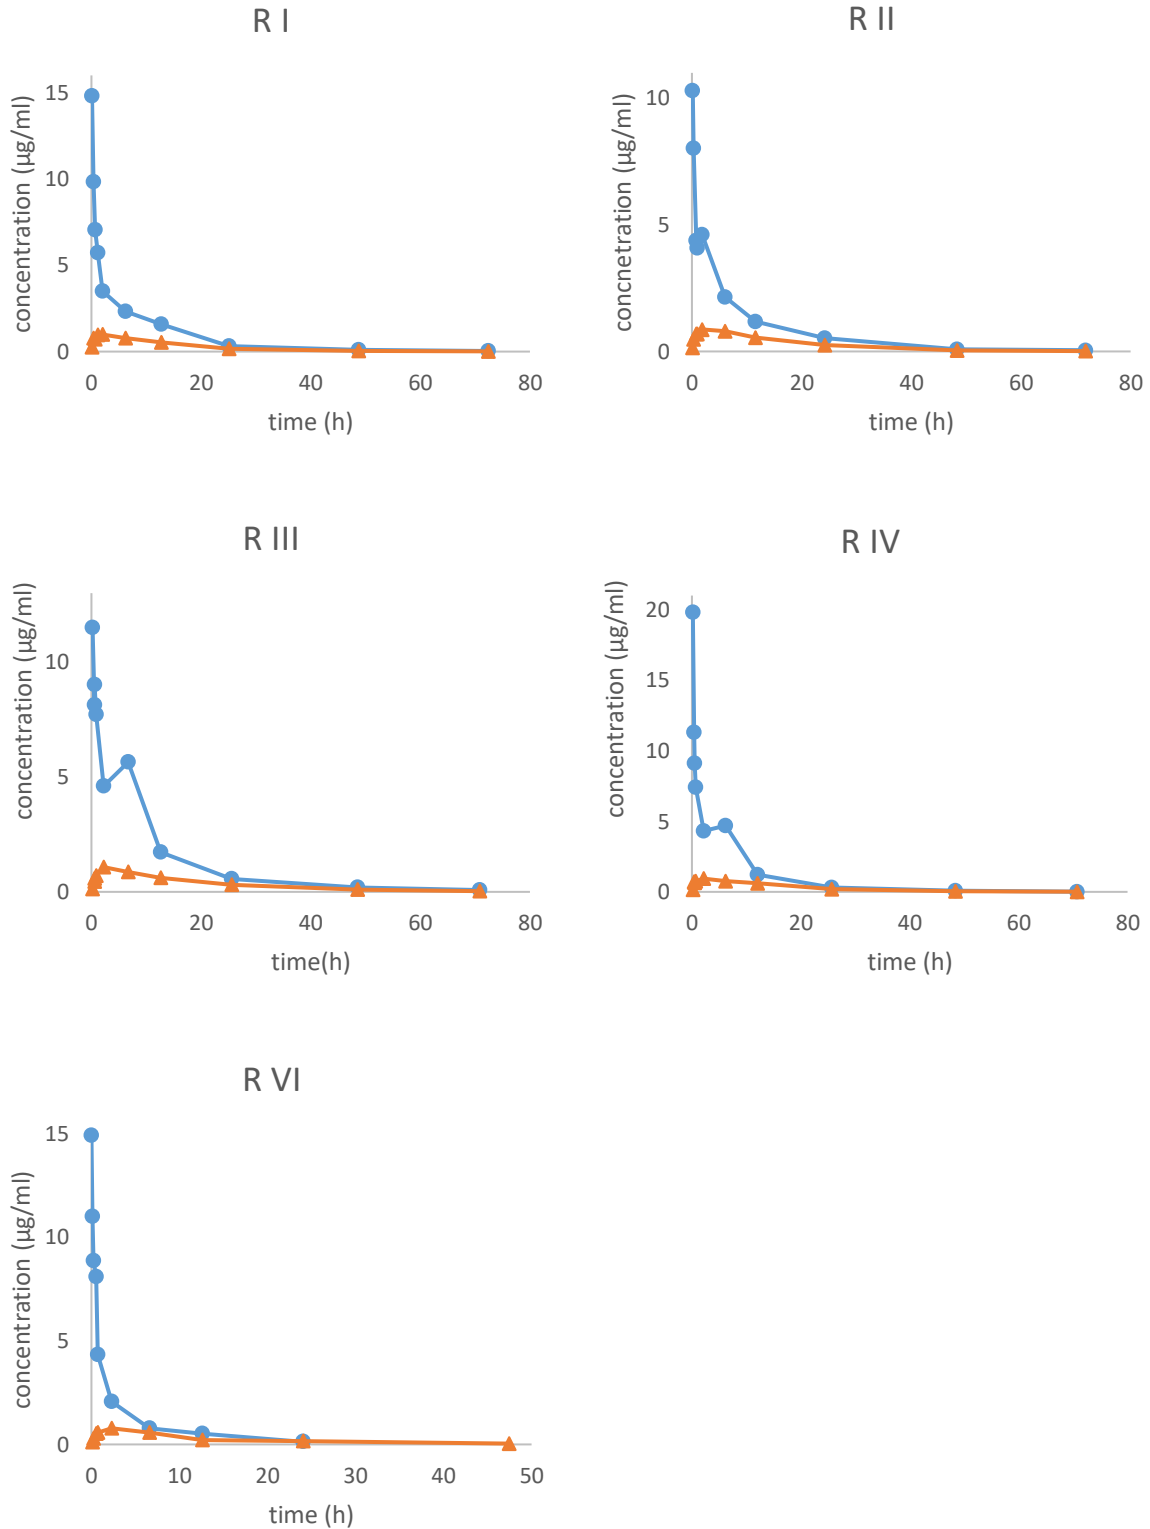 R I
concentration (µg/ml)
15
10
5
0
0 20 40 60 80
time (h)
R II
concnetration (µg/ml)
10
5
0
0 20 40 60 80
time (h)
R III
concentration (µg/ml)
10
5
0
0 20 40 60 80
time(h)
R IV
concentration (µg/ml)
20
15
10
5
0
0 20 40 60 80
time (h)
R VI
concentration (µg/ml)
15
10
5
0
0 10 20 30 40 50
time (h)